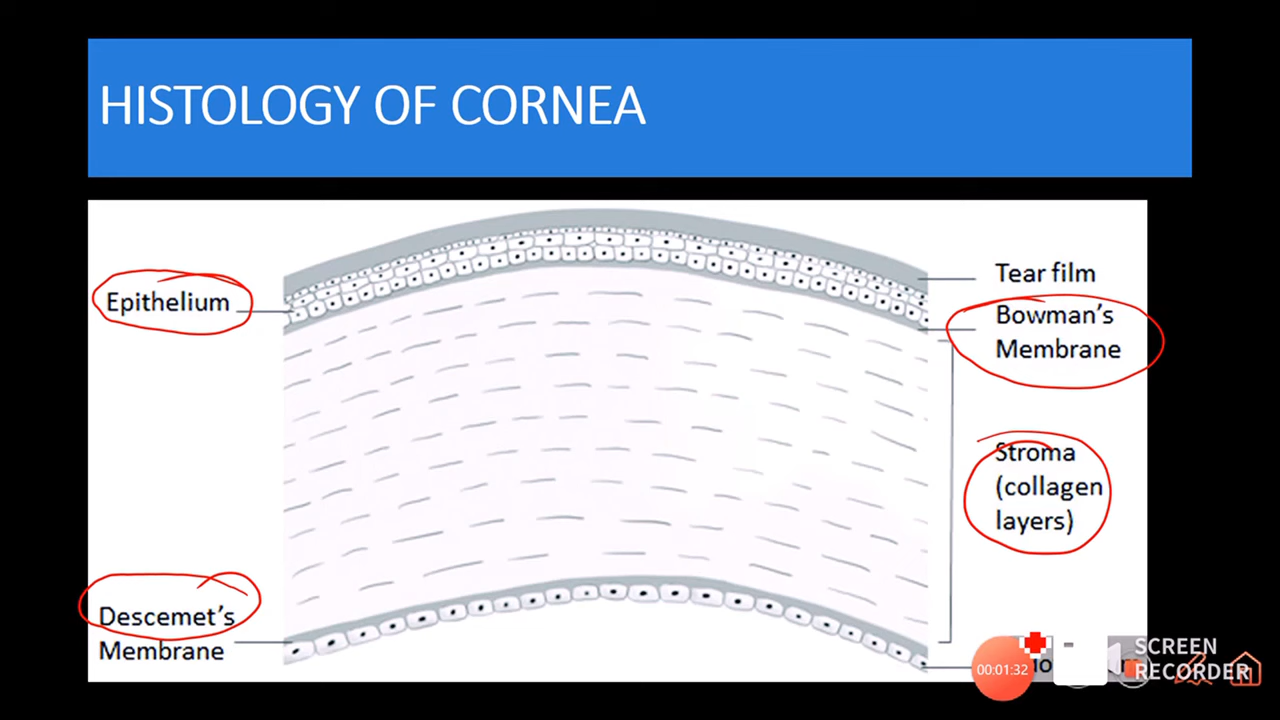 HISTOLOGY OF CORNEA
Epithelium
Tear film
Bowman's
Membrane
Stroma
(collagen
layers)
Descemet's
Membrane
00:01:32
SCREEN
RECORDER